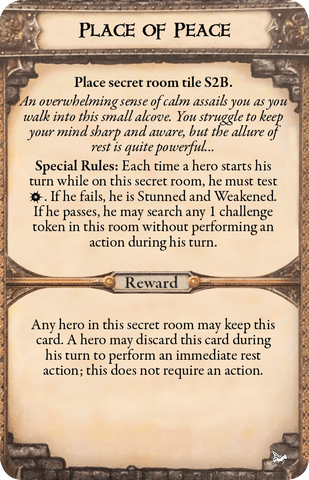 Place of Peace
Place secret room tile S2B.
An overwhelming sense of calm assails you as you
walk into this small alcove. You struggle to keep
your mind sharp and aware, but the allure of
rest is quite powerful...
Special Rules: Each time a hero starts his
turn while on this secret room, he must test
. If he fails, he is Stunned and Weakened.
If he passes, he may search any 1 challenge
token in this room without performing an
action during his turn.
Reward
Any hero in this secret room may keep this
card. A hero may discard this card during
his turn to perform an immediate rest
action; this does not require an action.